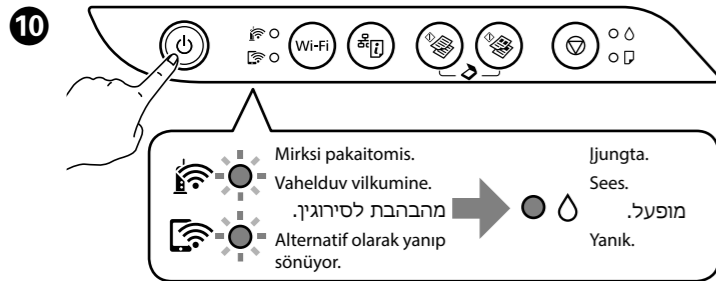 10
Wi-Fi
i
Mirksi pakaitomis.
Vahelduv vilkumine.
מהבהבת לסירוגין.
Alternatif olarak yanıp
sönüyor.
Įjungta.
Sees.
מופעל.
Yanık.